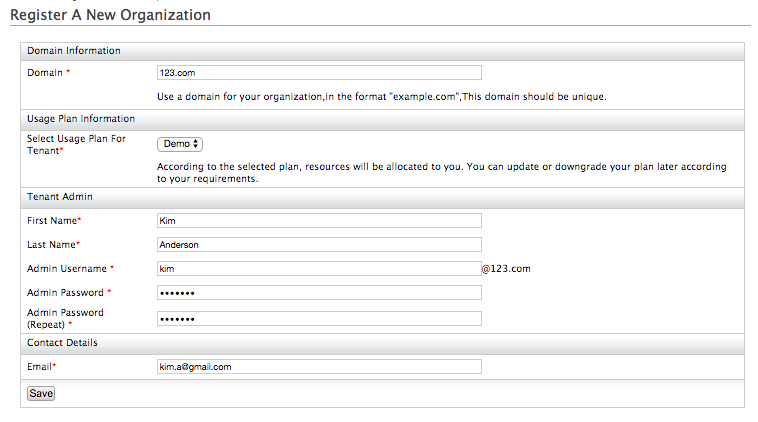 Register A New Organization
Domain Information
Domain *
123.com
Use a domain for your organization,in the format "example.com",This domain should be unique.
Usage Plan Information
Select Usage Plan For
Tenant*
Demo
According to the selected plan, resources will be allocated to you. You can update or downgrade your plan later according
to your requirements.
Tenant Admin
First Name*
Kim
Last Name*
Anderson
Admin Username *
kim
@123.com
Admin Password *
•••••••
Admin Password
(Repeat) *
•••••••
Contact Details
Email*
kim.a@gmail.com
Save